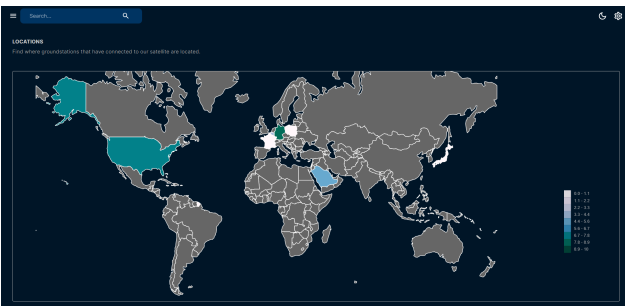 Search...
LOCATIONS
Find where groundstations that have connected to our satellite are located.
0.0 - 1.1
1.1 - 2.2
2.2 - 3.3
3.3 - 4.4
4.4 - 5.6
5.6 - 6.7
6.7 - 7.8
7.8 - 8.9
8.9 - 10